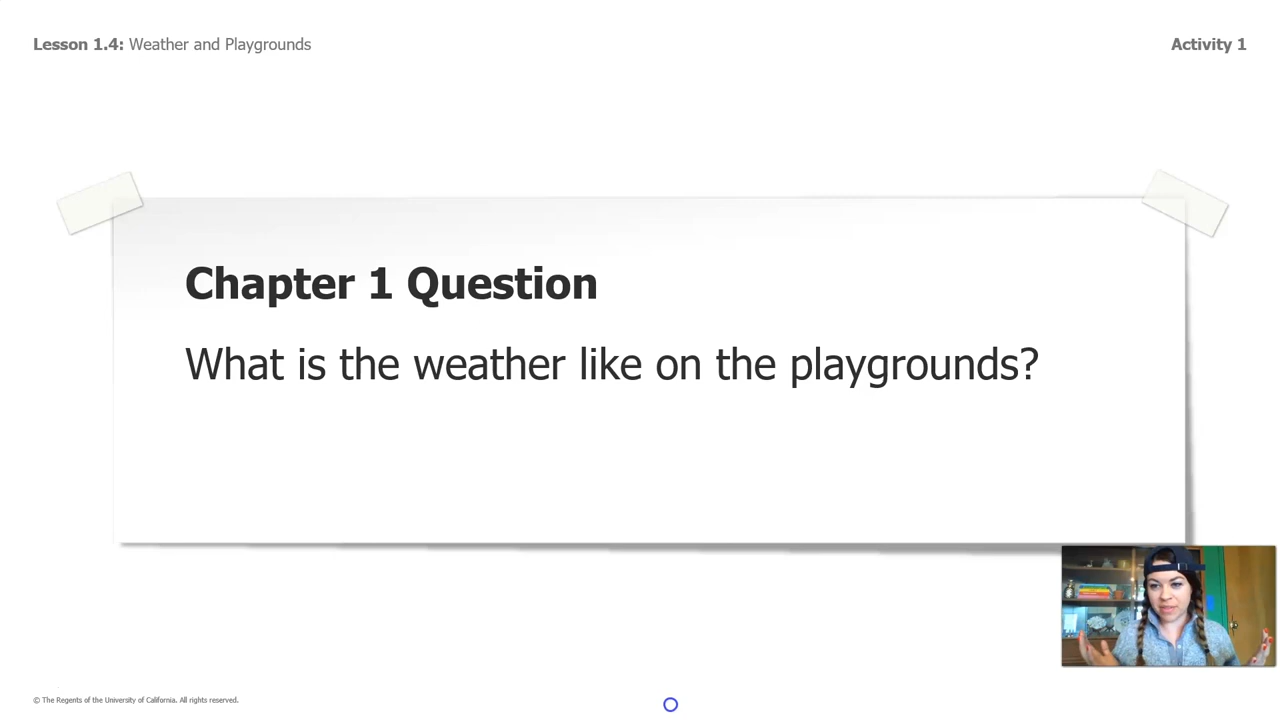 Lesson 1.4: Weather and Playgrounds
Activity 1
Chapter 1 Question
What is the weather like on the playgrounds?
© The Regents of the University of California. All rights reserved.